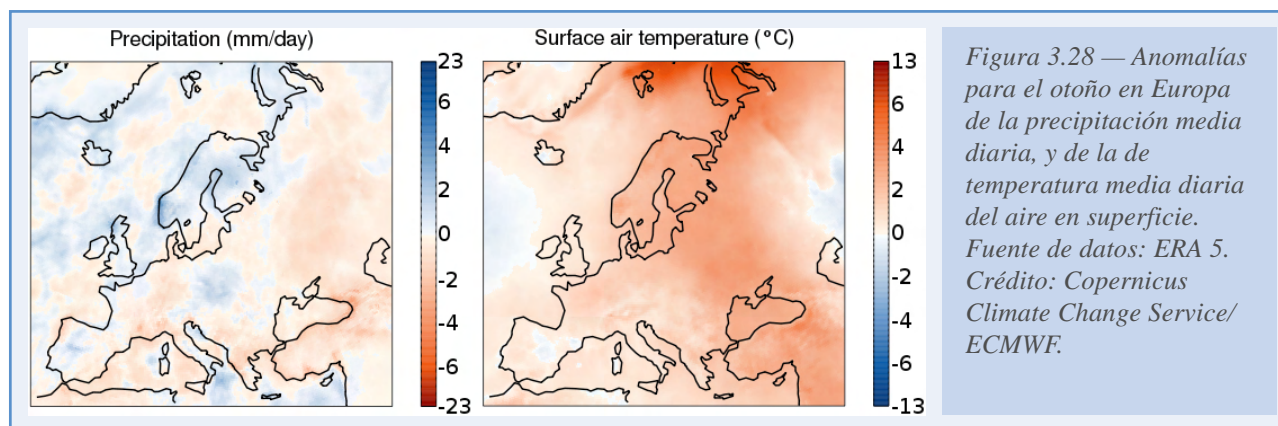 Precipitation (mm/day)
23
6
4
2
0
-2
-4
-6
-23
Surface air temperature (°C)
13
6
4
2
0
-2
-4
-6
-13
Figura 3.28 — Anomalías
para el otoño en Europa
de la precipitación media
diaria, y de la de
temperatura media diaria
del aire en superficie.
Fuente de datos: ERA 5.
Crédito: Copernicus
Climate Change Service/
ECMWF.